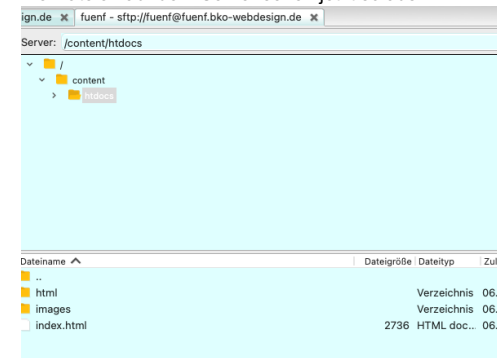 ign.de ✖ fuenf - sftp://fuenf@fuenf.bko-webdesign.de ✖
Server: /content/htdocs
/
content
htdocs
Dateiname Dateigröße Dateityp Zul
..
html Verzeichnis 06.
images Verzeichnis 06.
index.html 2736 HTML doc... 06.